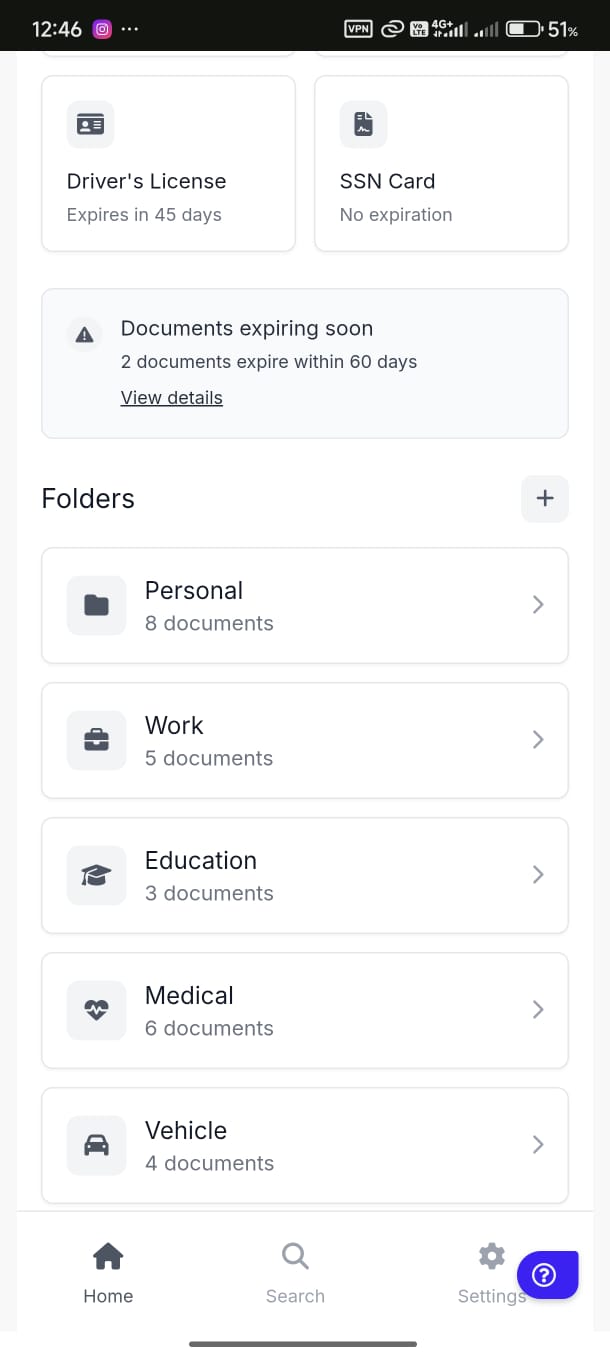 12:46
VPN
Vo
LTE
4G+
51%
Driver's License
Expires in 45 days
SSN Card
No expiration
Documents expiring soon
2 documents expire within 60 days
View details
Folders
+
Personal
8 documents
Work
5 documents
Education
3 documents
Medical
6 documents
Vehicle
4 documents
Home
Search
Settings
?